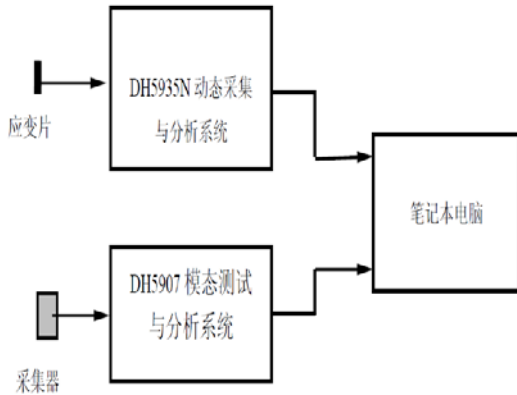 DH5935N 动态采集
与分析系统
应变片
笔记本电脑
DH5907 模态测试
与分析系统
采集器